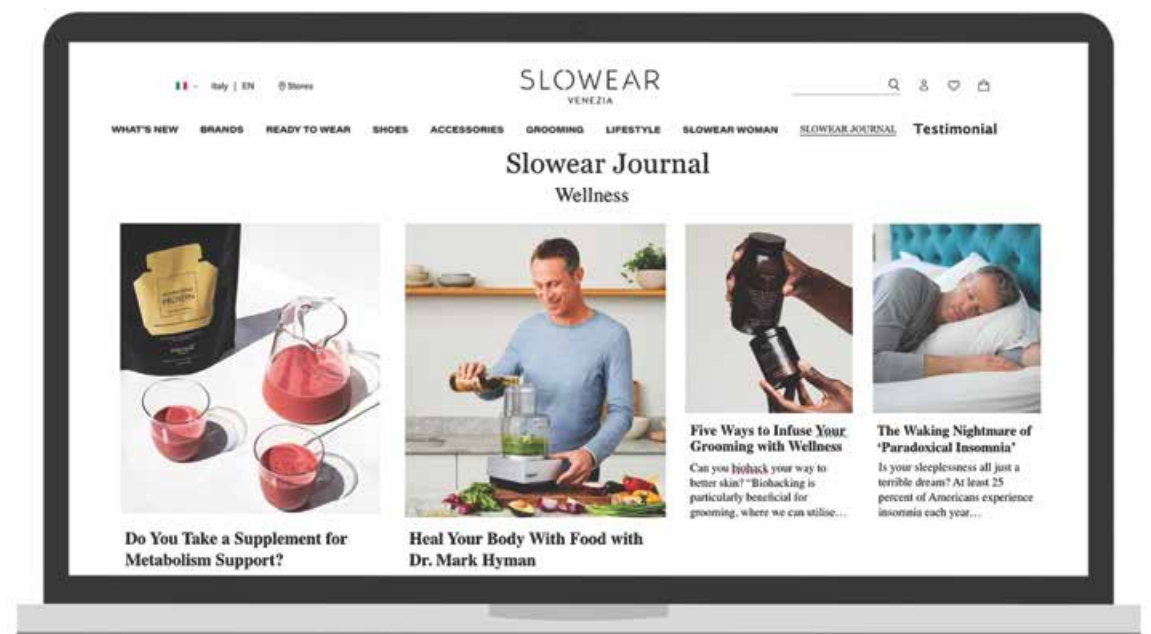 Italy | EN
Stores
SLOWEAR
VENEZIA
WHAT'S NEW BRANDS READY TO WEAR SHOES ACCESSORIES GROOMING LIFESTYLE SLOWEAR WOMAN SLOWEAR JOURNAL Testimonial
Slowear Journal
Wellness
PROTEIN
Do You Take a Supplement for
Metabolism Support?
Heal Your Body With Food with
Dr. Mark Hyman
Five Ways to Infuse Your
Grooming with Wellness
Can you biohack your way to
better skin? “Biohacking is
particularly beneficial for
grooming, where we can utilise…
The Waking Nightmare of
‘Paradoxical Insomnia’
Is your sleeplessness all just a
terrible dream? At least 25
percent of Americans experience
insomnia each year…